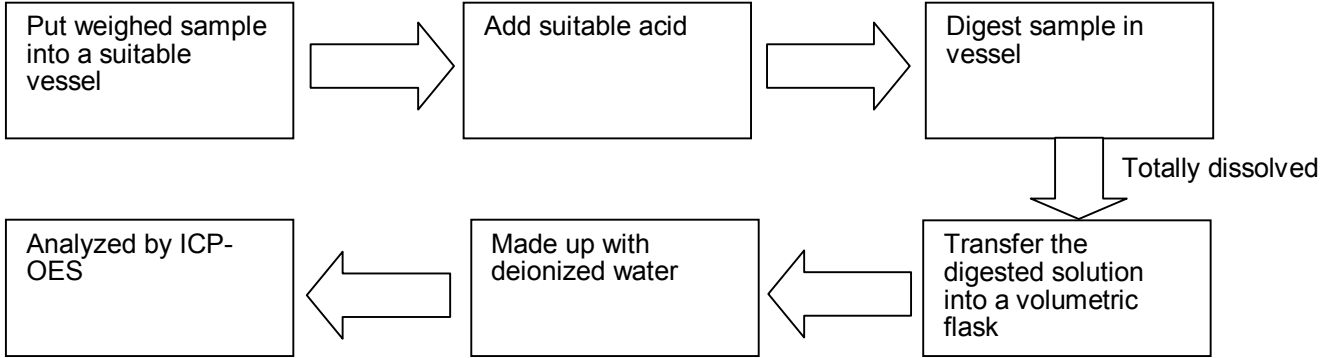 Put weighed sample
into a suitable
vessel
Add suitable acid
Digest sample in
vessel
Totally dissolved
Transfer the
digested solution
into a volumetric
flask
Made up with
deionized water
Analyzed by ICP-
OES